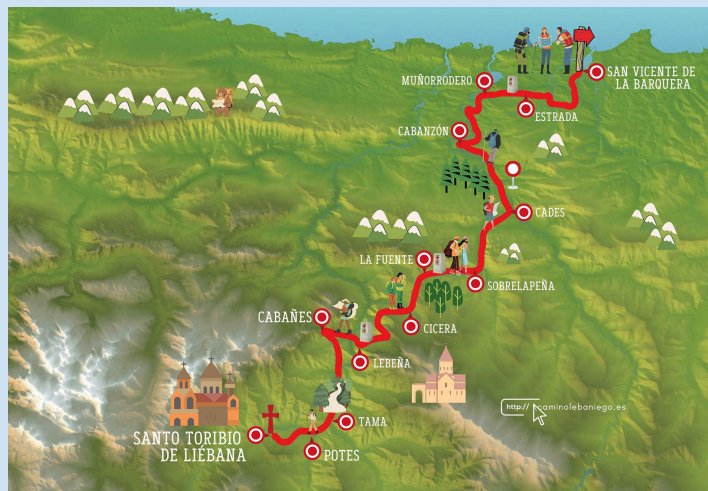 SAN VICENTE DE
LA BARQUERA
MUÑORRODERO
ESTRADA
CABANZÓN
CADES
LA FUENTE
SOBRELAPEÑA
CABAÑES
CICERA
LEBEÑA
http://caminolebaniego.es
TAMA
SANTO TORIBIO
DE LIÉBANA
POTES